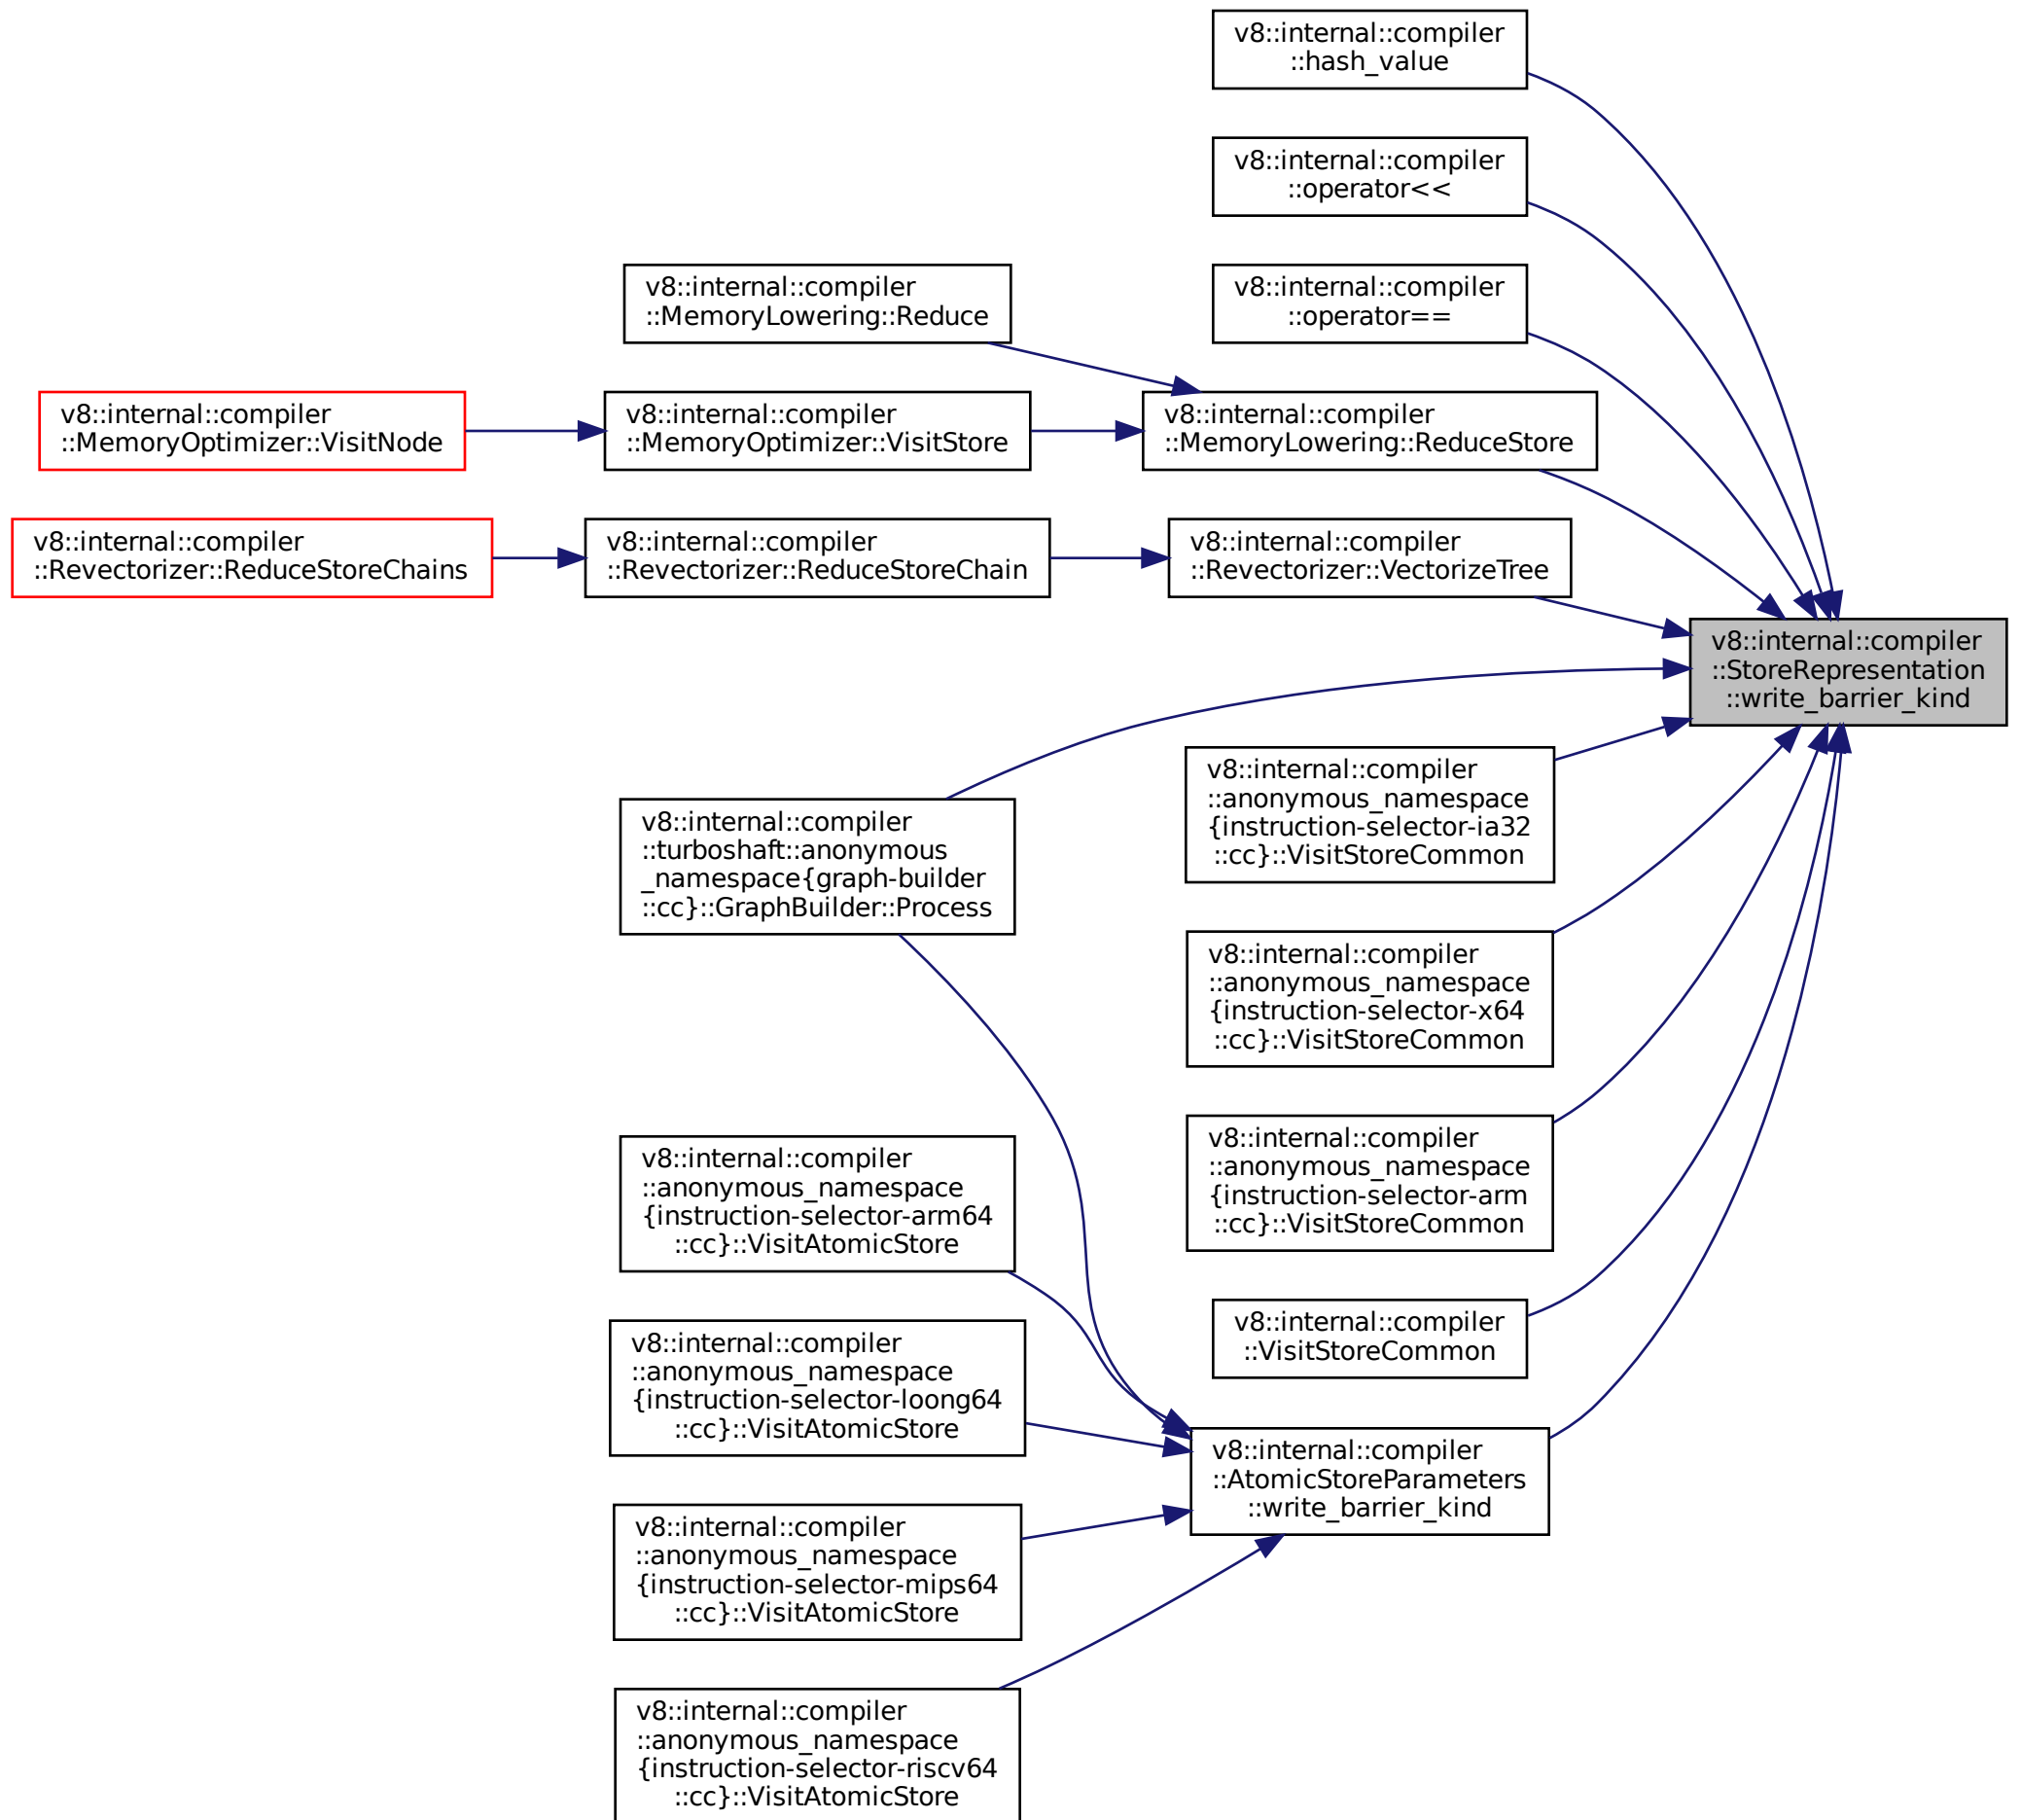 v8::internal::compiler
::hash_value
v8::internal::compiler
::operator<<
v8::internal::compiler
::operator==
v8::internal::compiler
::MemoryLowering::Reduce
v8::internal::compiler
::MemoryOptimizer::VisitNode
v8::internal::compiler
::MemoryOptimizer::VisitStore
v8::internal::compiler
::MemoryLowering::ReduceStore
v8::internal::compiler
::Revectorizer::ReduceStoreChains
v8::internal::compiler
::Revectorizer::ReduceStoreChain
v8::internal::compiler
::Revectorizer::VectorizeTree
v8::internal::compiler
::StoreRepresentation
::write_barrier_kind
v8::internal::compiler
::anonymous_namespace
{instruction-selector-ia32
::cc}::VisitStoreCommon
v8::internal::compiler
::turboshaft::anonymous
_namespace{graph-builder
::cc}::GraphBuilder::Process
v8::internal::compiler
::anonymous_namespace
{instruction-selector-x64
::cc}::VisitStoreCommon
v8::internal::compiler
::anonymous_namespace
{instruction-selector-arm
::cc}::VisitStoreCommon
v8::internal::compiler
::anonymous_namespace
{instruction-selector-arm64
::cc}::VisitAtomicStore
v8::internal::compiler
::VisitStoreCommon
v8::internal::compiler
::anonymous_namespace
{instruction-selector-loong64
::cc}::VisitAtomicStore
v8::internal::compiler
::AtomicStoreParameters
::write_barrier_kind
v8::internal::compiler
::anonymous_namespace
{instruction-selector-mips64
::cc}::VisitAtomicStore
v8::internal::compiler
::anonymous_namespace
{instruction-selector-riscv64
::cc}::VisitAtomicStore